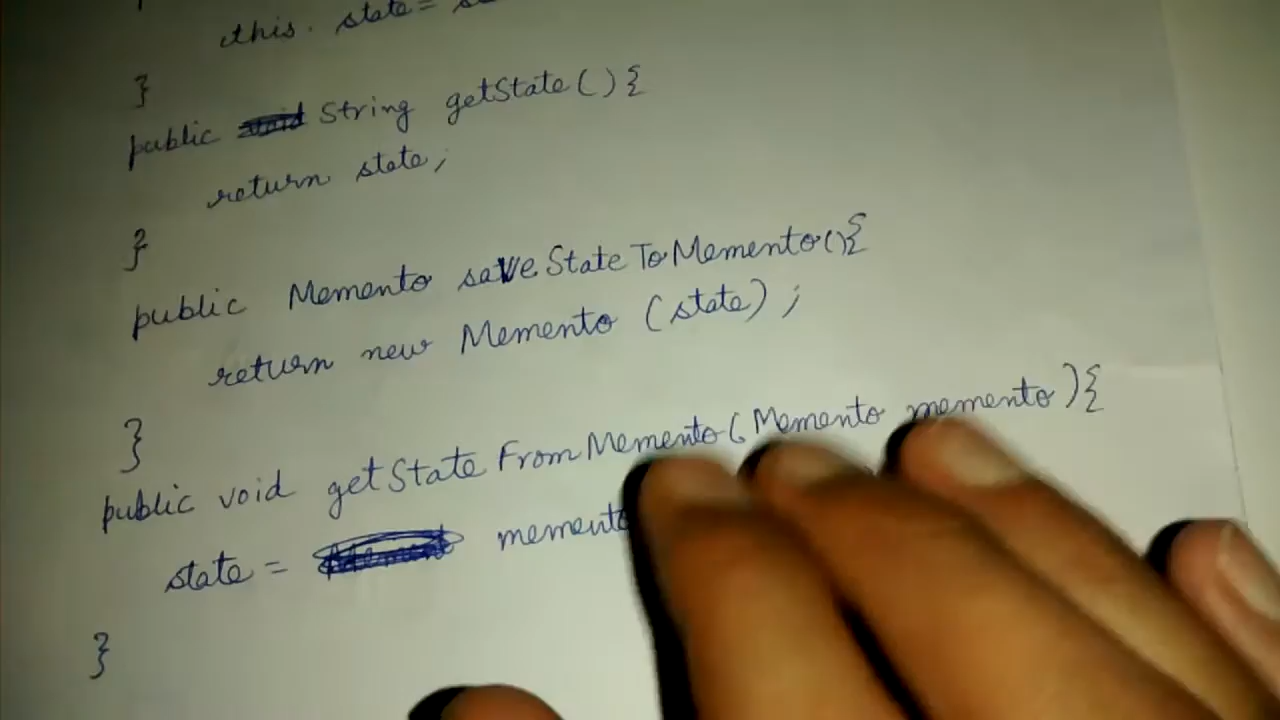 this. state =
}
public String getState(){
return state;
}
public Memento saveStateToMemento(){
return new Memento (state);
}
public void getStateFromMemento(Memento memento){
state = memento
}